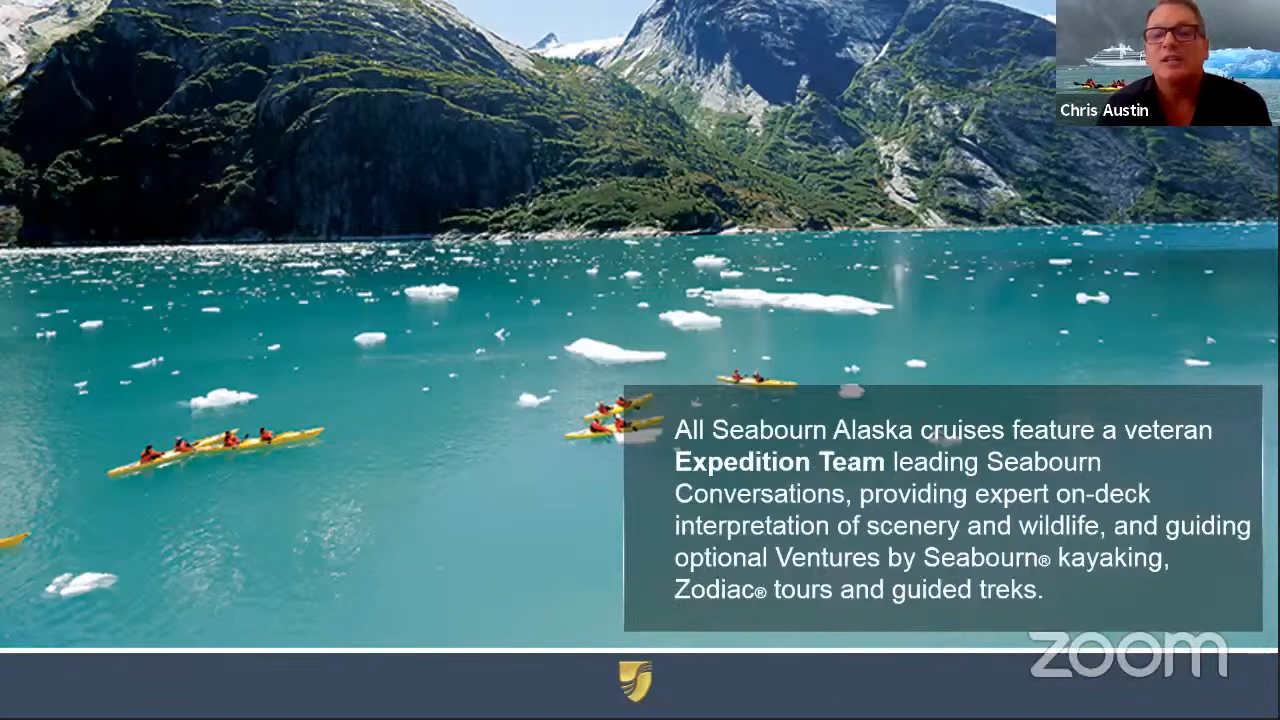 Chris Austin
All Seabourn Alaska cruises feature a veteran
Expedition Team leading Seabourn
Conversations, providing expert on-deck
interpretation of scenery and wildlife, and guiding
optional Ventures by Seabourn® kayaking,
Zodiac® tours and guided treks.
zoom